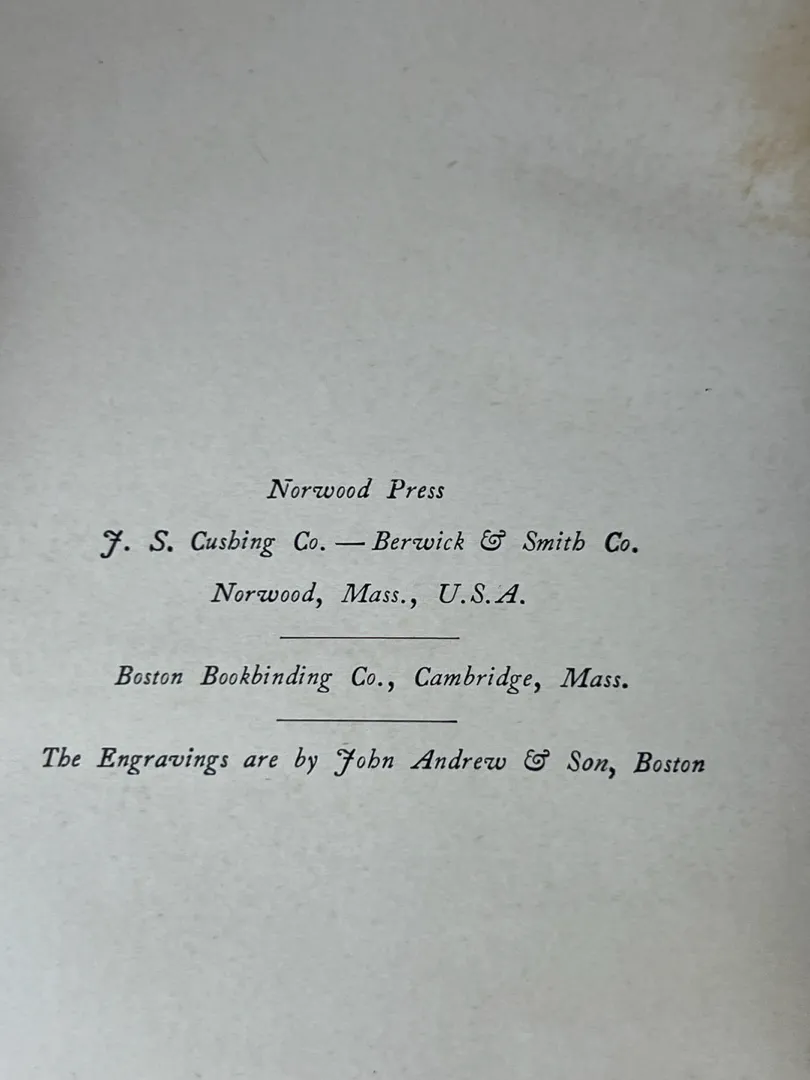 Norwood Press
J. S. Cushing Co. — Berwick & Smith Co.
Norwood, Mass., U.S.A.
Boston Bookbinding Co., Cambridge, Mass.
The Engravings are by John Andrew & Son, Boston